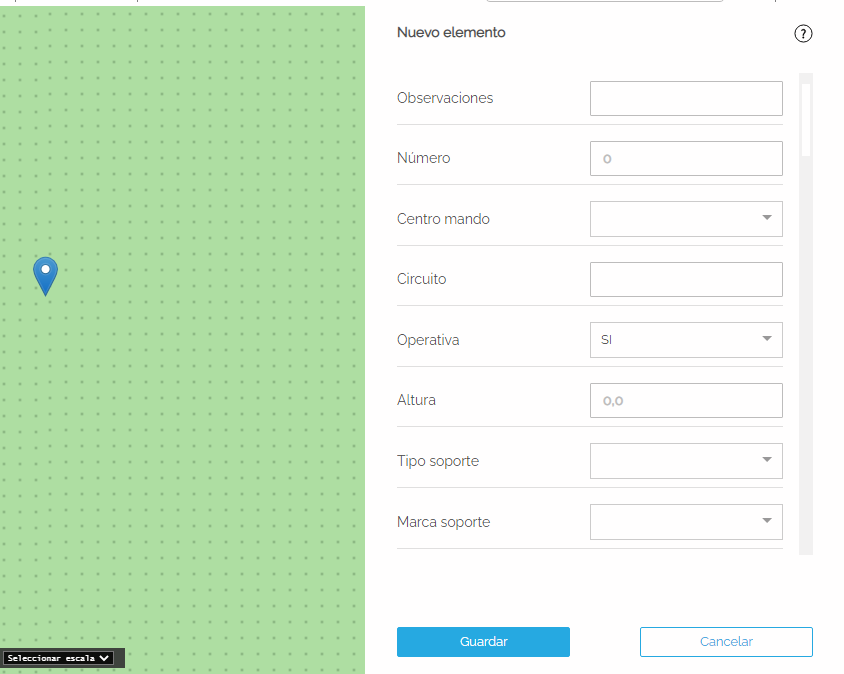 Nuevo elemento
?
Observaciones
Número 0
Centro mando
Circuito
Operativa SI
Altura 0,0
Tipo soporte
Marca soporte
Guardar Cancelar
Seleccionar escala